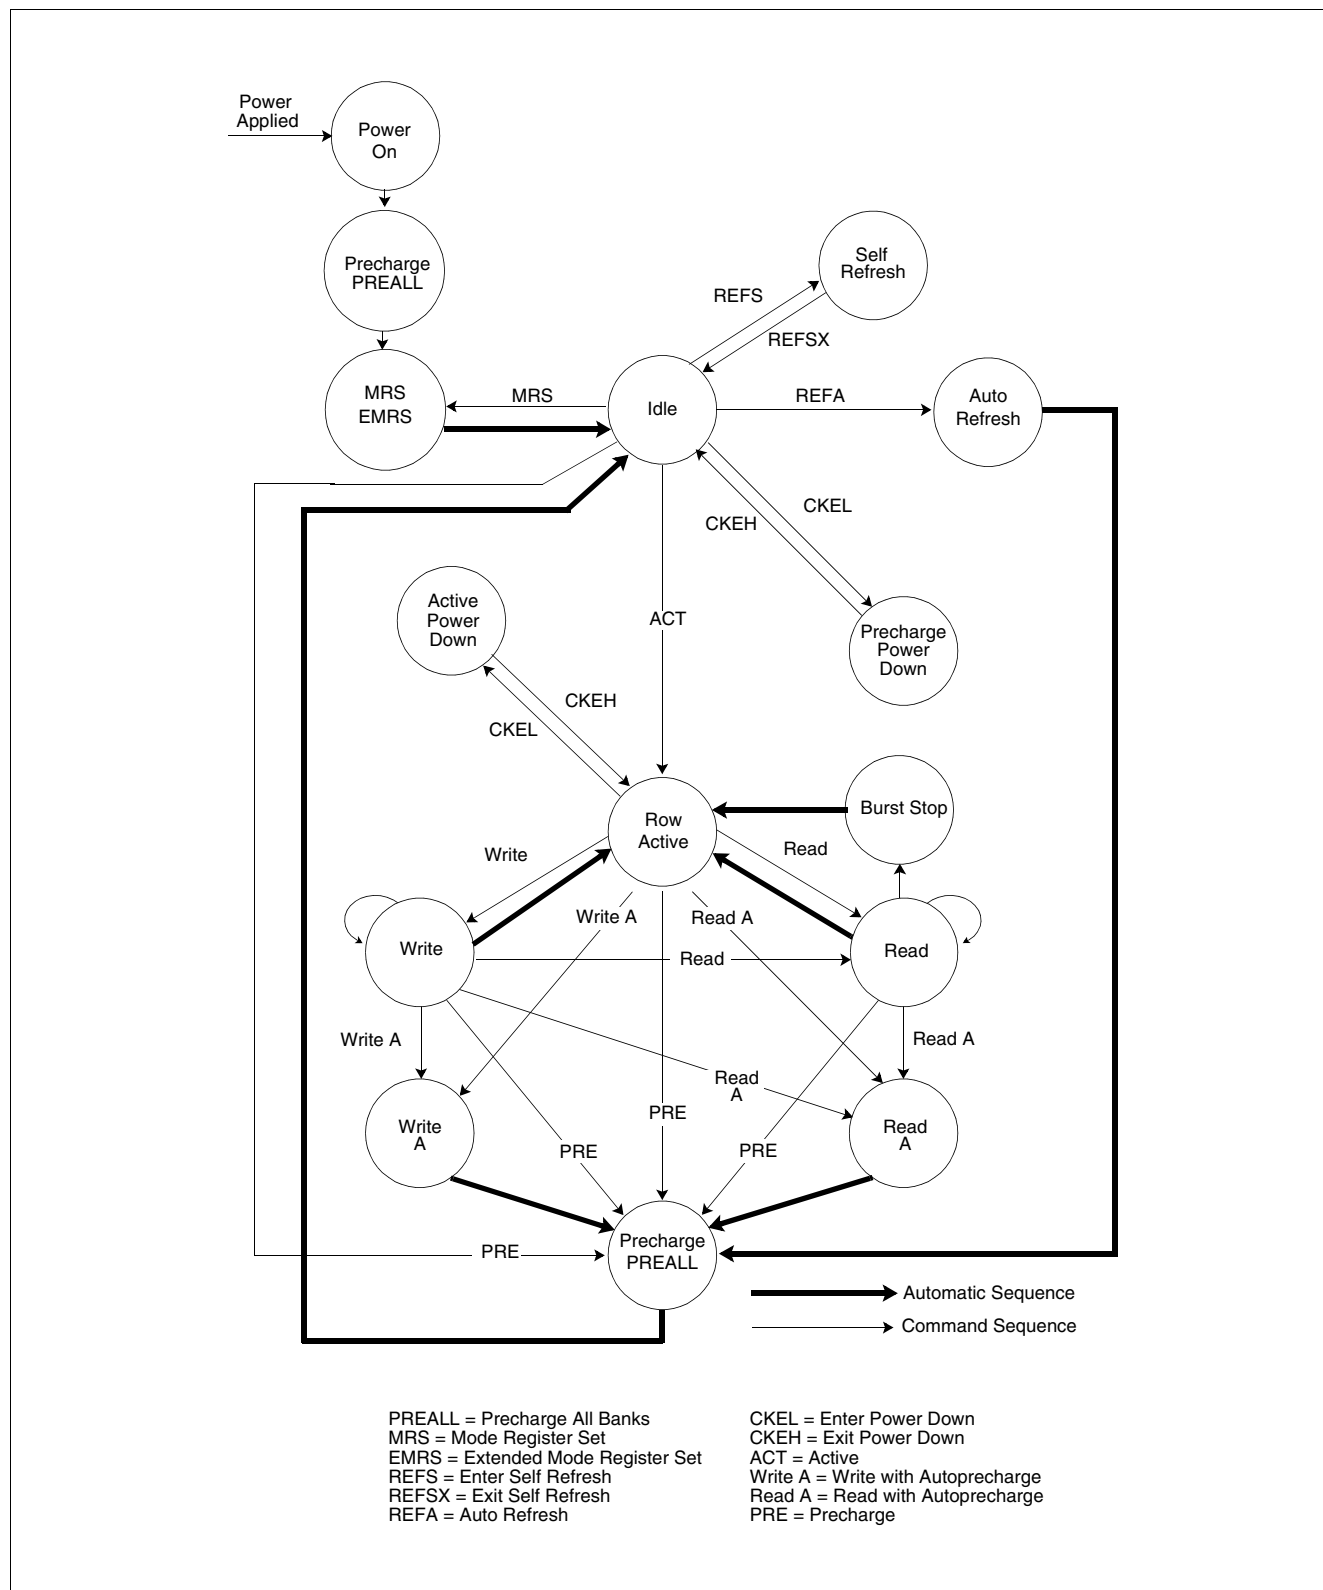 Power
Applied
Power
On
Precharge
PREALL
Self
Refresh
REFS
REFSX
MRS
EMRS
MRS
Idle
REFA
Auto
Refresh
CKEL
CKEH
Active
Power
Down
ACT
Precharge
Power
Down
CKEH
CKEL
Burst Stop
Row
Active
Write
Read
Write A
Read A
Write
Read
Read
Write A
Read A
Read
A
PRE
Write
A
Read
A
PRE
PRE
Precharge
PREALL
PRE
Automatic Sequence
Command Sequence
PREALL = Precharge All Banks
MRS = Mode Register Set
EMRS = Extended Mode Register Set
REFS = Enter Self Refresh
REFSX = Exit Self Refresh
REFA = Auto Refresh
CKEL = Enter Power Down
CKEH = Exit Power Down
ACT = Active
Write A = Write with Autoprecharge
Read A = Read with Autoprecharge
PRE = Precharge